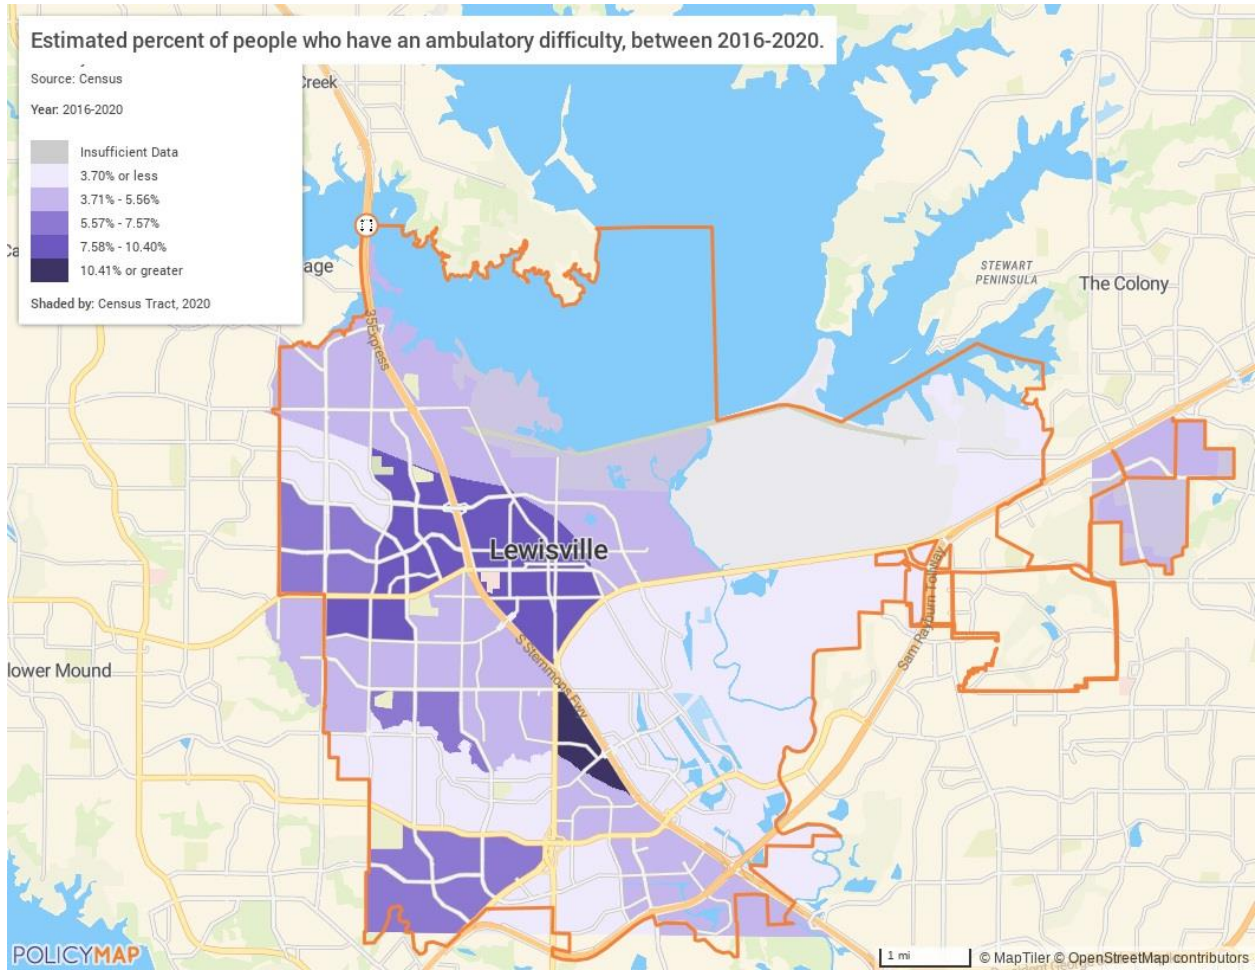 Estimated percent of people who have an ambulatory difficulty, between 2016-2020.
Source: Census
Year: 2016-2020
Insufficient Data
3.70% or less
3.71% - 5.56%
5.57% - 7.57%
7.58% - 10.40%
10.41% or greater
Shaded by: Census Tract, 2020
Creek
age
35Express
STEWART
PENINSULA
The Colony
Lewisville
Sam Rayburn Tollway
S Stemmons Fwy
lower Mound
POLICYMAP
1 mi
© MapTiler © OpenStreetMap contributors